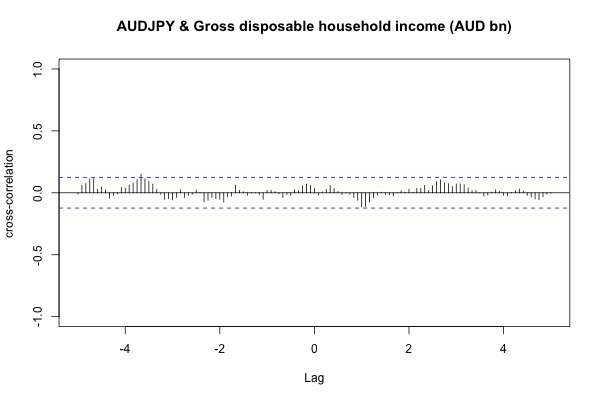 AUDJPY & Gross disposable household income (AUD bn)
cross-correlation
1.0
0.5
0.0
-0.5
-1.0
-4 -2 0 2 4
Lag